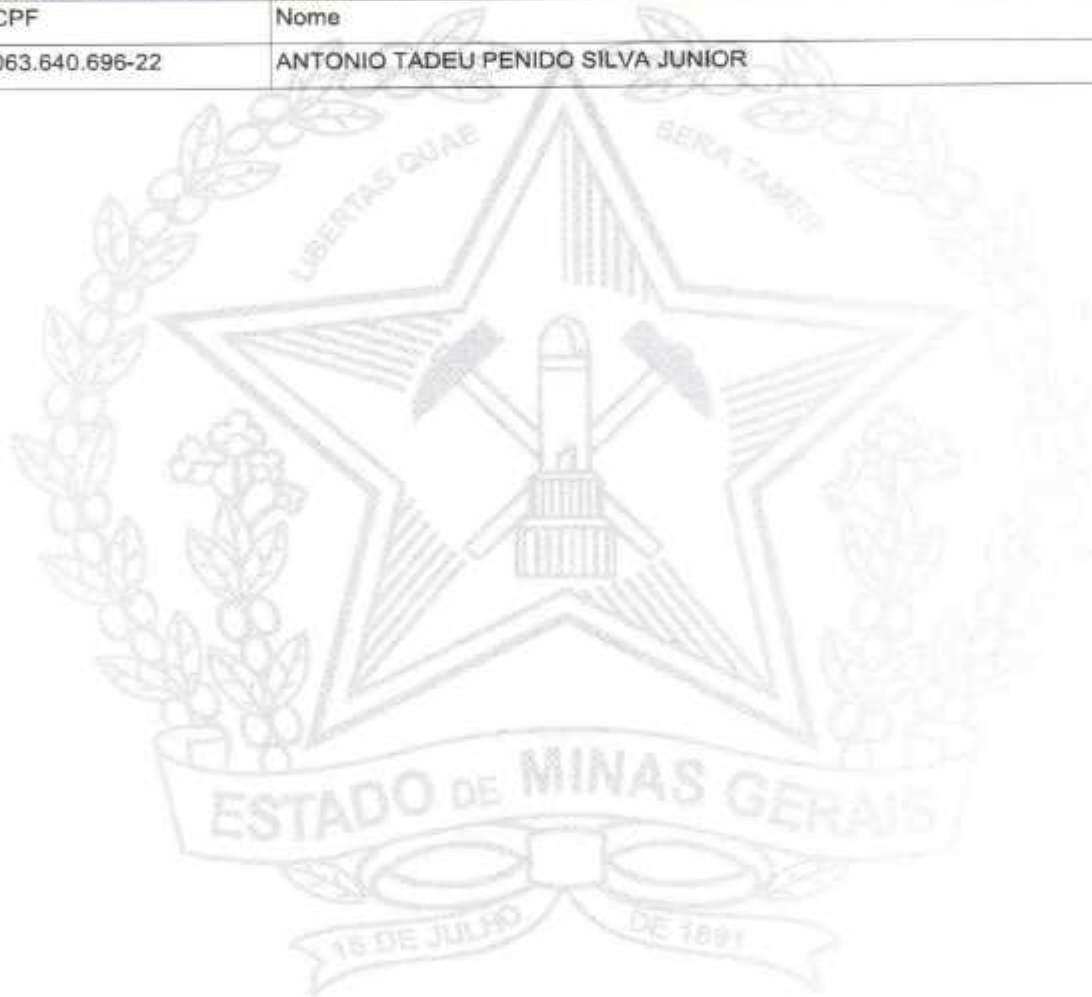 CPF Nome
063.640.696-22 ANTONIO TADEU PENIDO SILVA JUNIOR
LIBERTAS QUAE SERA TAMEN
ESTADO DE MINAS GERAIS
15 DE JULHO DE 1891